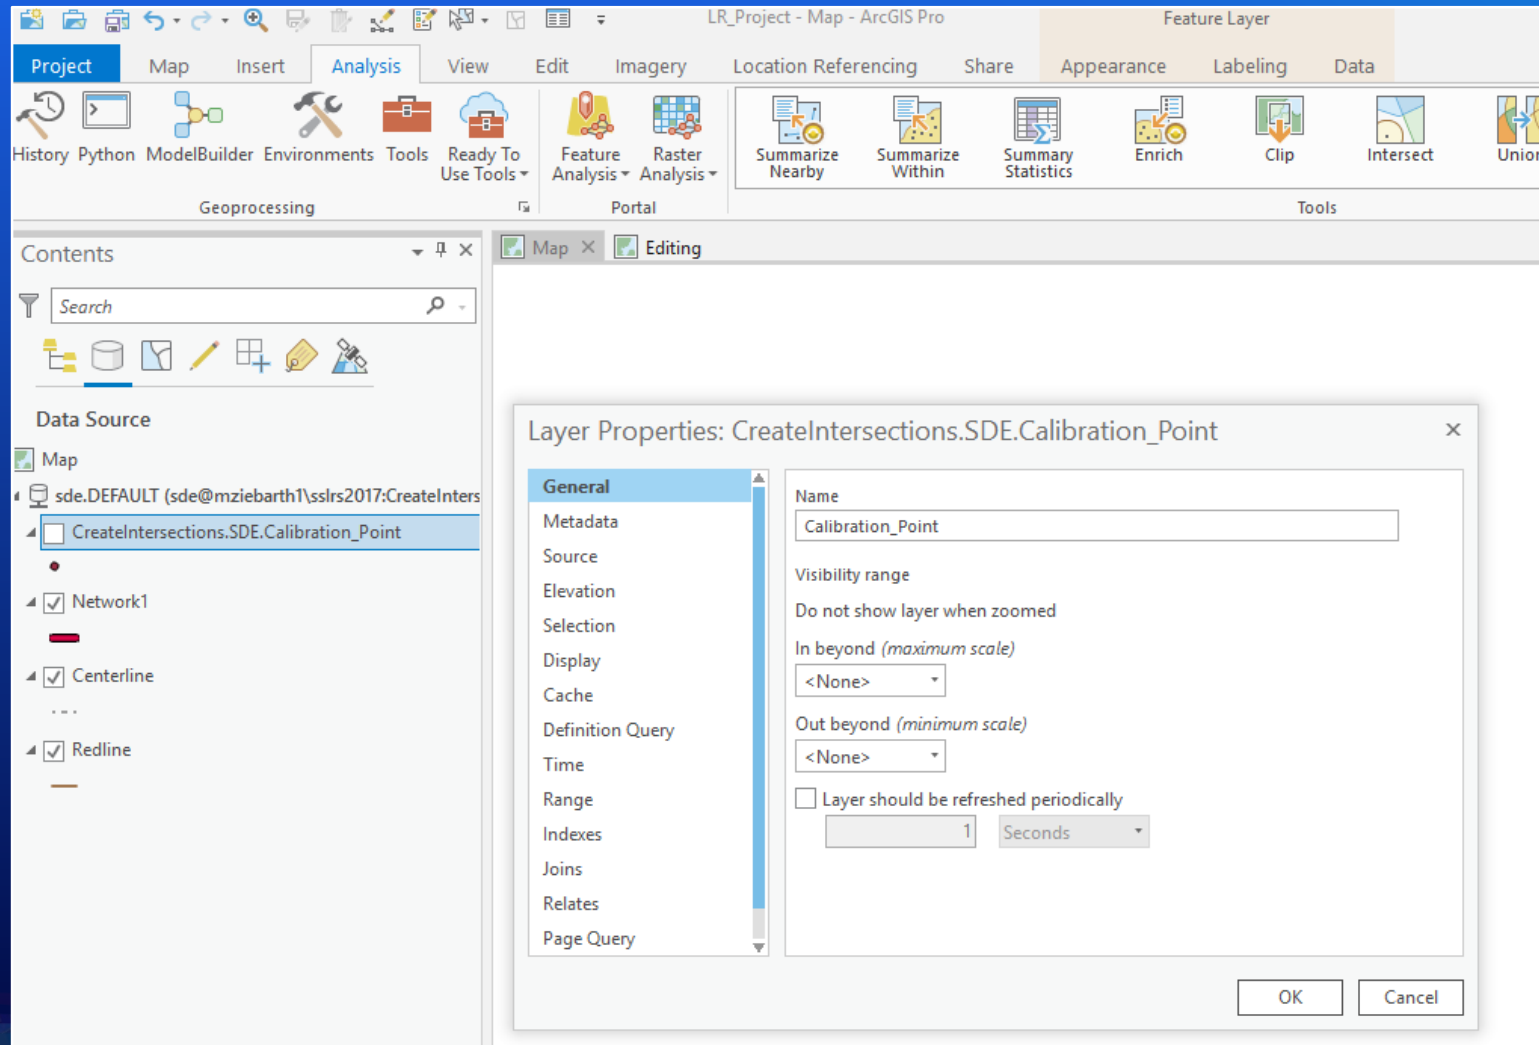 LR_Project - Map - ArcGIS Pro
Feature Layer
Project Map Insert Analysis View Edit Imagery Location Referencing Share Appearance Labeling Data
History Python ModelBuilder Environments Tools Ready To Use Tools
Feature Analysis Raster Analysis
Summarize Nearby Summarize Within Summary Statistics Enrich Clip Intersect Union
Geoprocessing Portal Tools
Contents
Search
Data Source
Map
sde.DEFAULT (sde@mziebarth1\sslrs2017:CreateInters
CreateIntersections.SDE.Calibration_Point
Network1
Centerline
Redline
Map Editing
Layer Properties: CreateIntersections.SDE.Calibration_Point
General
Metadata
Source
Elevation
Selection
Display
Cache
Definition Query
Time
Range
Indexes
Joins
Relates
Page Query
Name
Calibration_Point
Visibility range
Do not show layer when zoomed
In beyond (maximum scale)
<None>
Out beyond (minimum scale)
<None>
Layer should be refreshed periodically
1 Seconds
OK Cancel